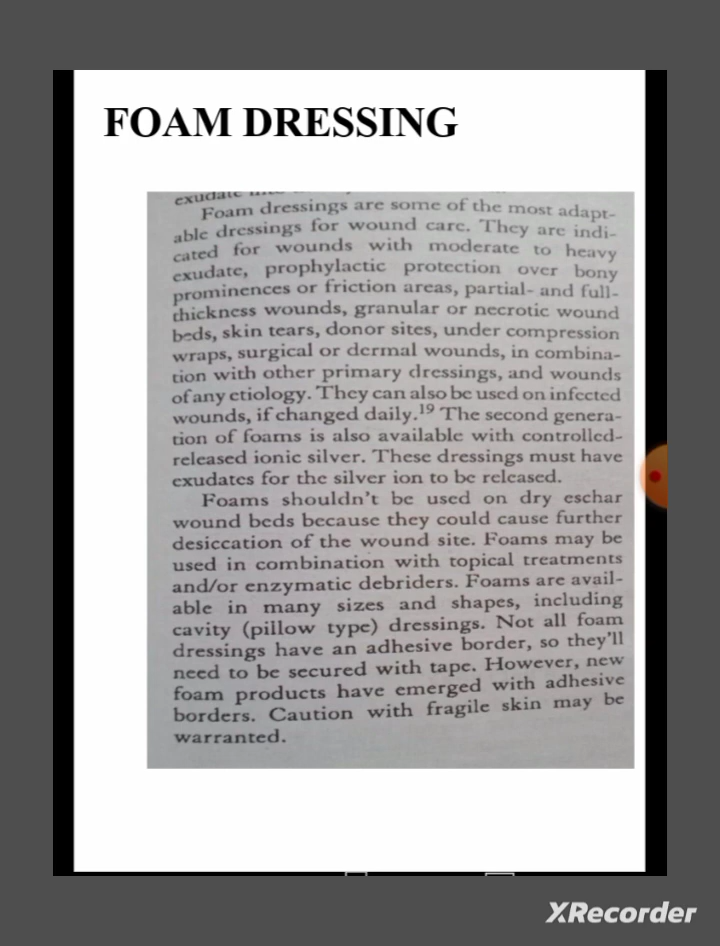 FOAM DRESSING
exudate
Foam dressings are some of the most adapt-
able dressings for wound care. They are indi-
cated for wounds with moderate to heavy
exudate, prophylactic protection over bony
prominences or friction areas, partial- and full-
thickness wounds, granular or necrotic wound
beds, skin tears, donor sites, under compression
wraps, surgical or dermal wounds, in combina-
tion with other primary dressings, and wounds
of any etiology. They can also be used on infected
wounds, if changed daily.19 The second genera-
tion of foams is also available with controlled-
released ionic silver. These dressings must have
exudates for the silver ion to be released.
Foams shouldn't be used on dry eschar
wound beds because they could cause further
desiccation of the wound site. Foams may be
used in combination with topical treatments
and/or enzymatic debriders. Foams are avail-
able in many sizes and shapes, including
cavity (pillow type) dressings. Not all foam
dressings have an adhesive border, so they'll
need to be secured with tape. However, new
foam products have emerged with adhesive
borders. Caution with fragile skin may be
warranted.
XRecorder